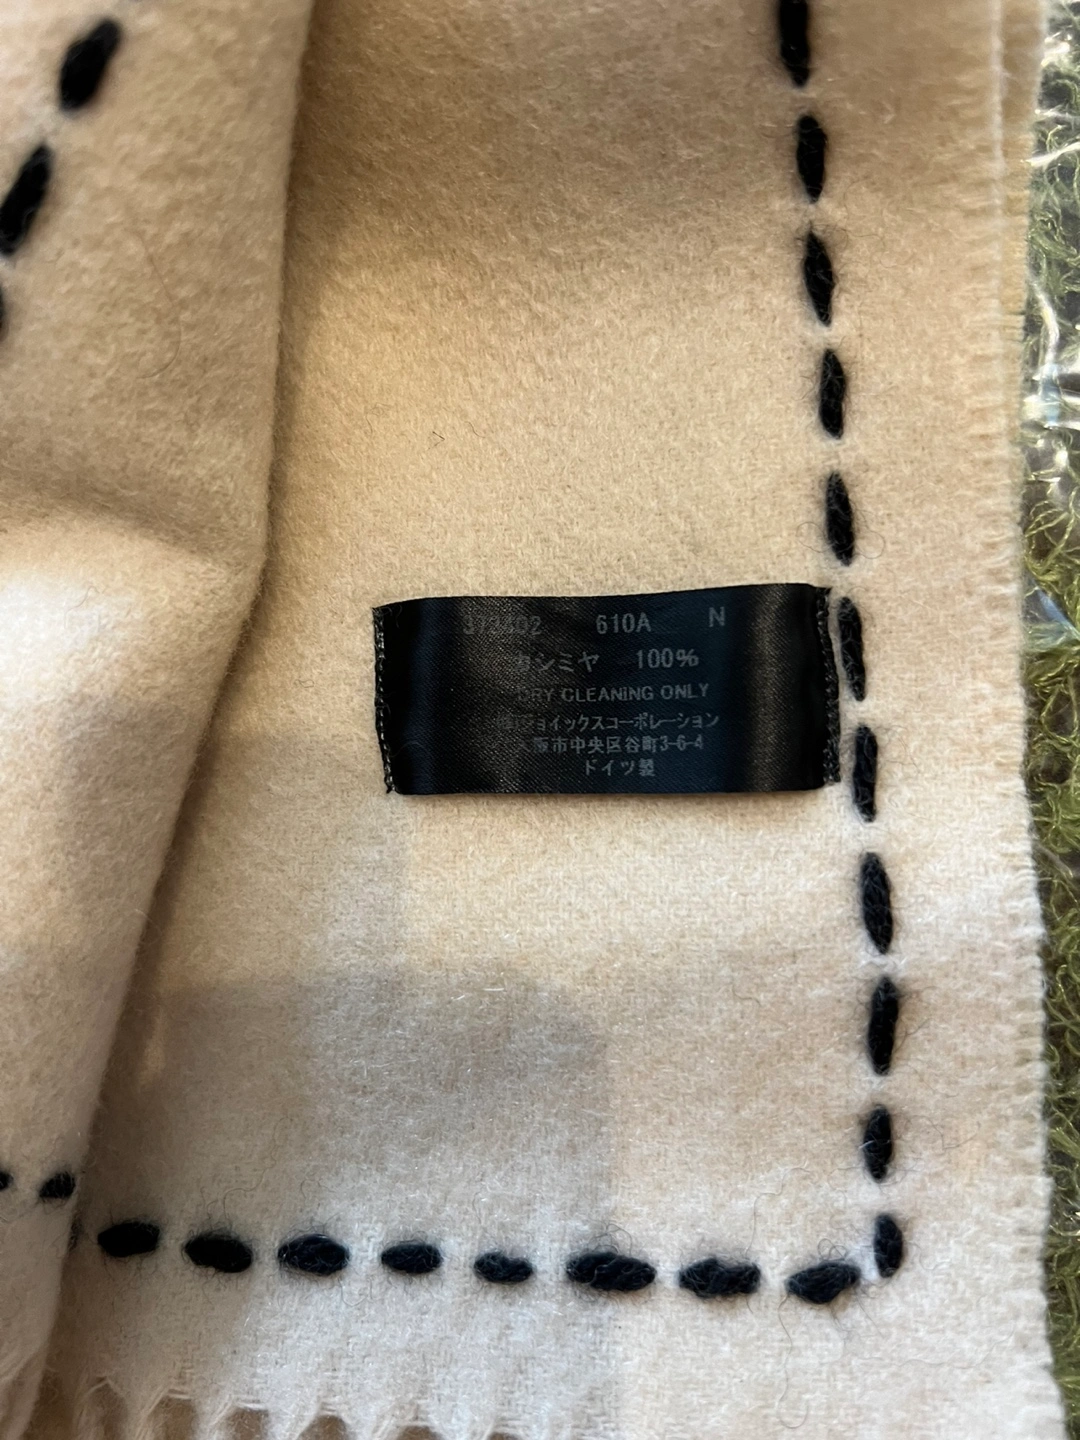 610A N
カシミヤ 100%
DRY CLEANING ONLY
ジョイックスコーポレーション
大阪市中央区谷町3-6-4
ドイツ製